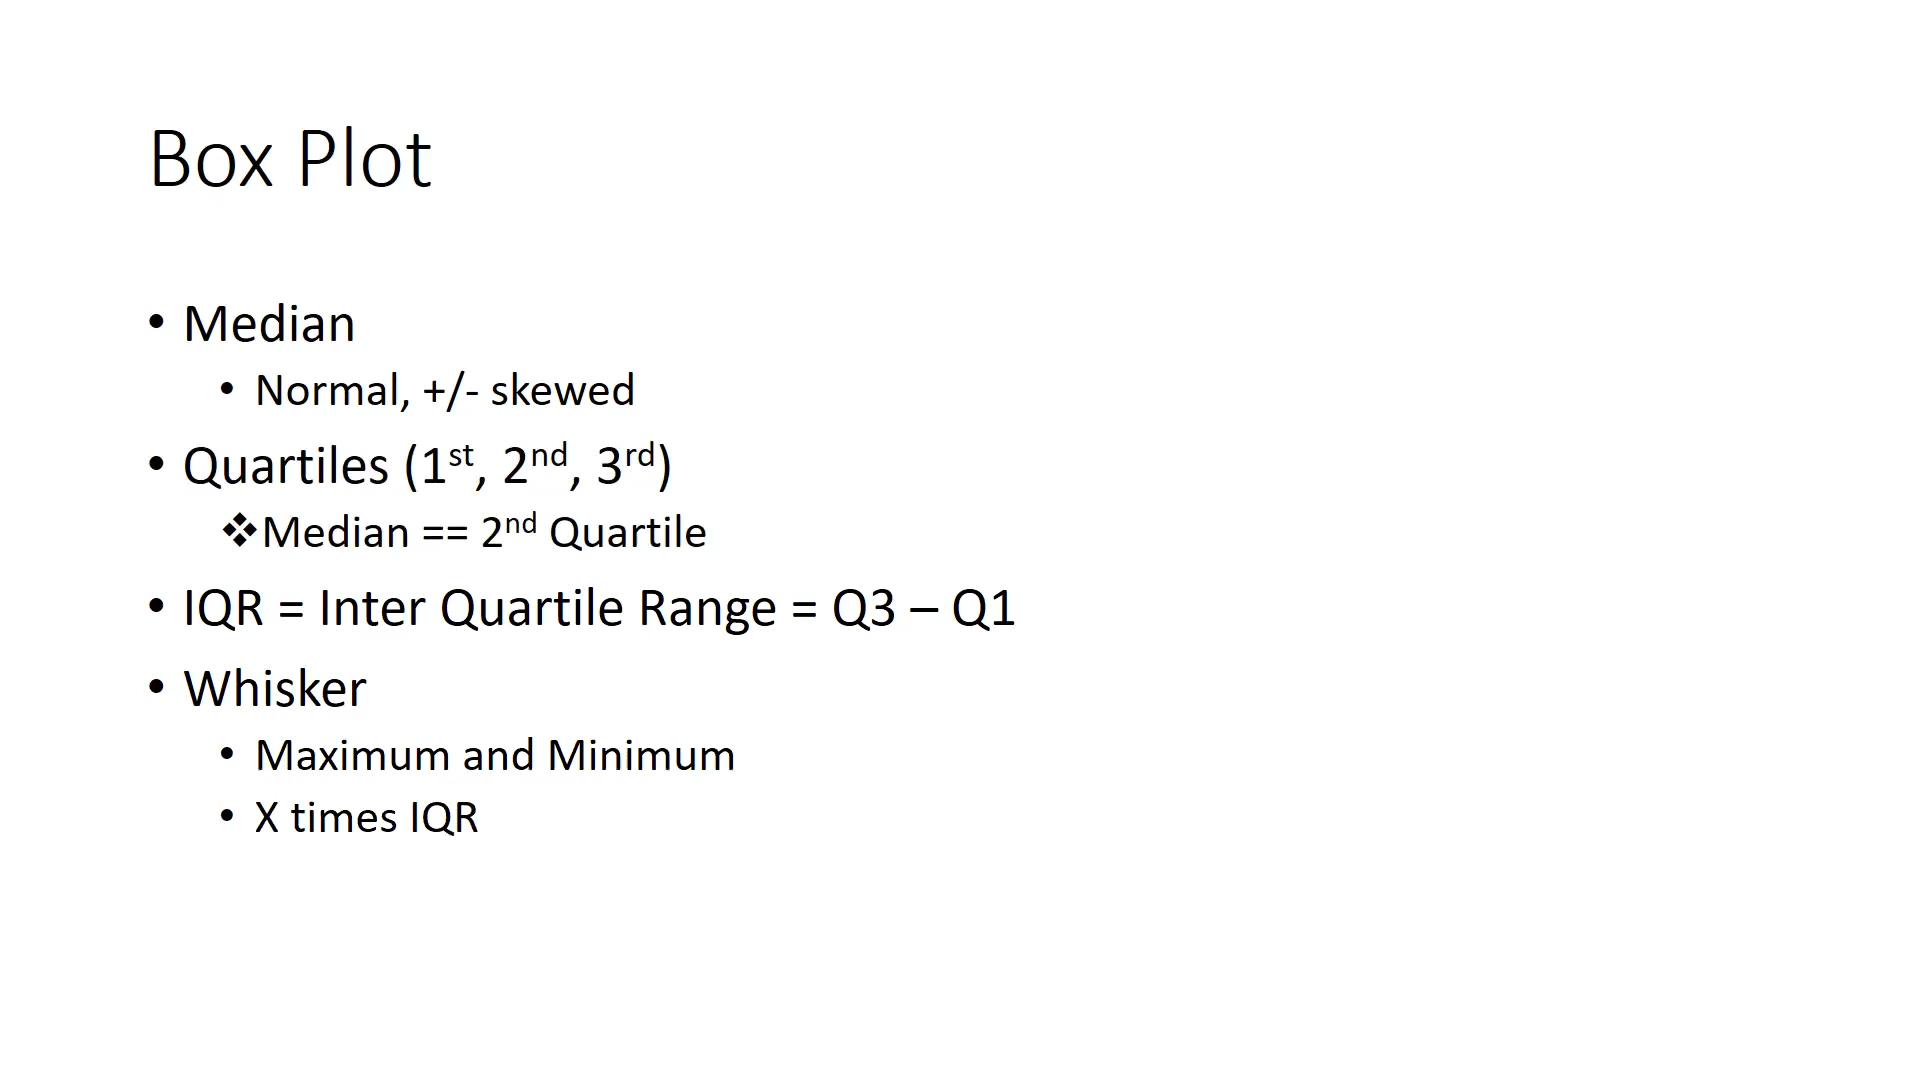 Box Plot
• Median
• Normal, +/- skewed
• Quartiles (1st, 2nd, 3rd)
❖Median == 2nd Quartile
• IQR = Inter Quartile Range = Q3 – Q1
• Whisker
• Maximum and Minimum
• X times IQR